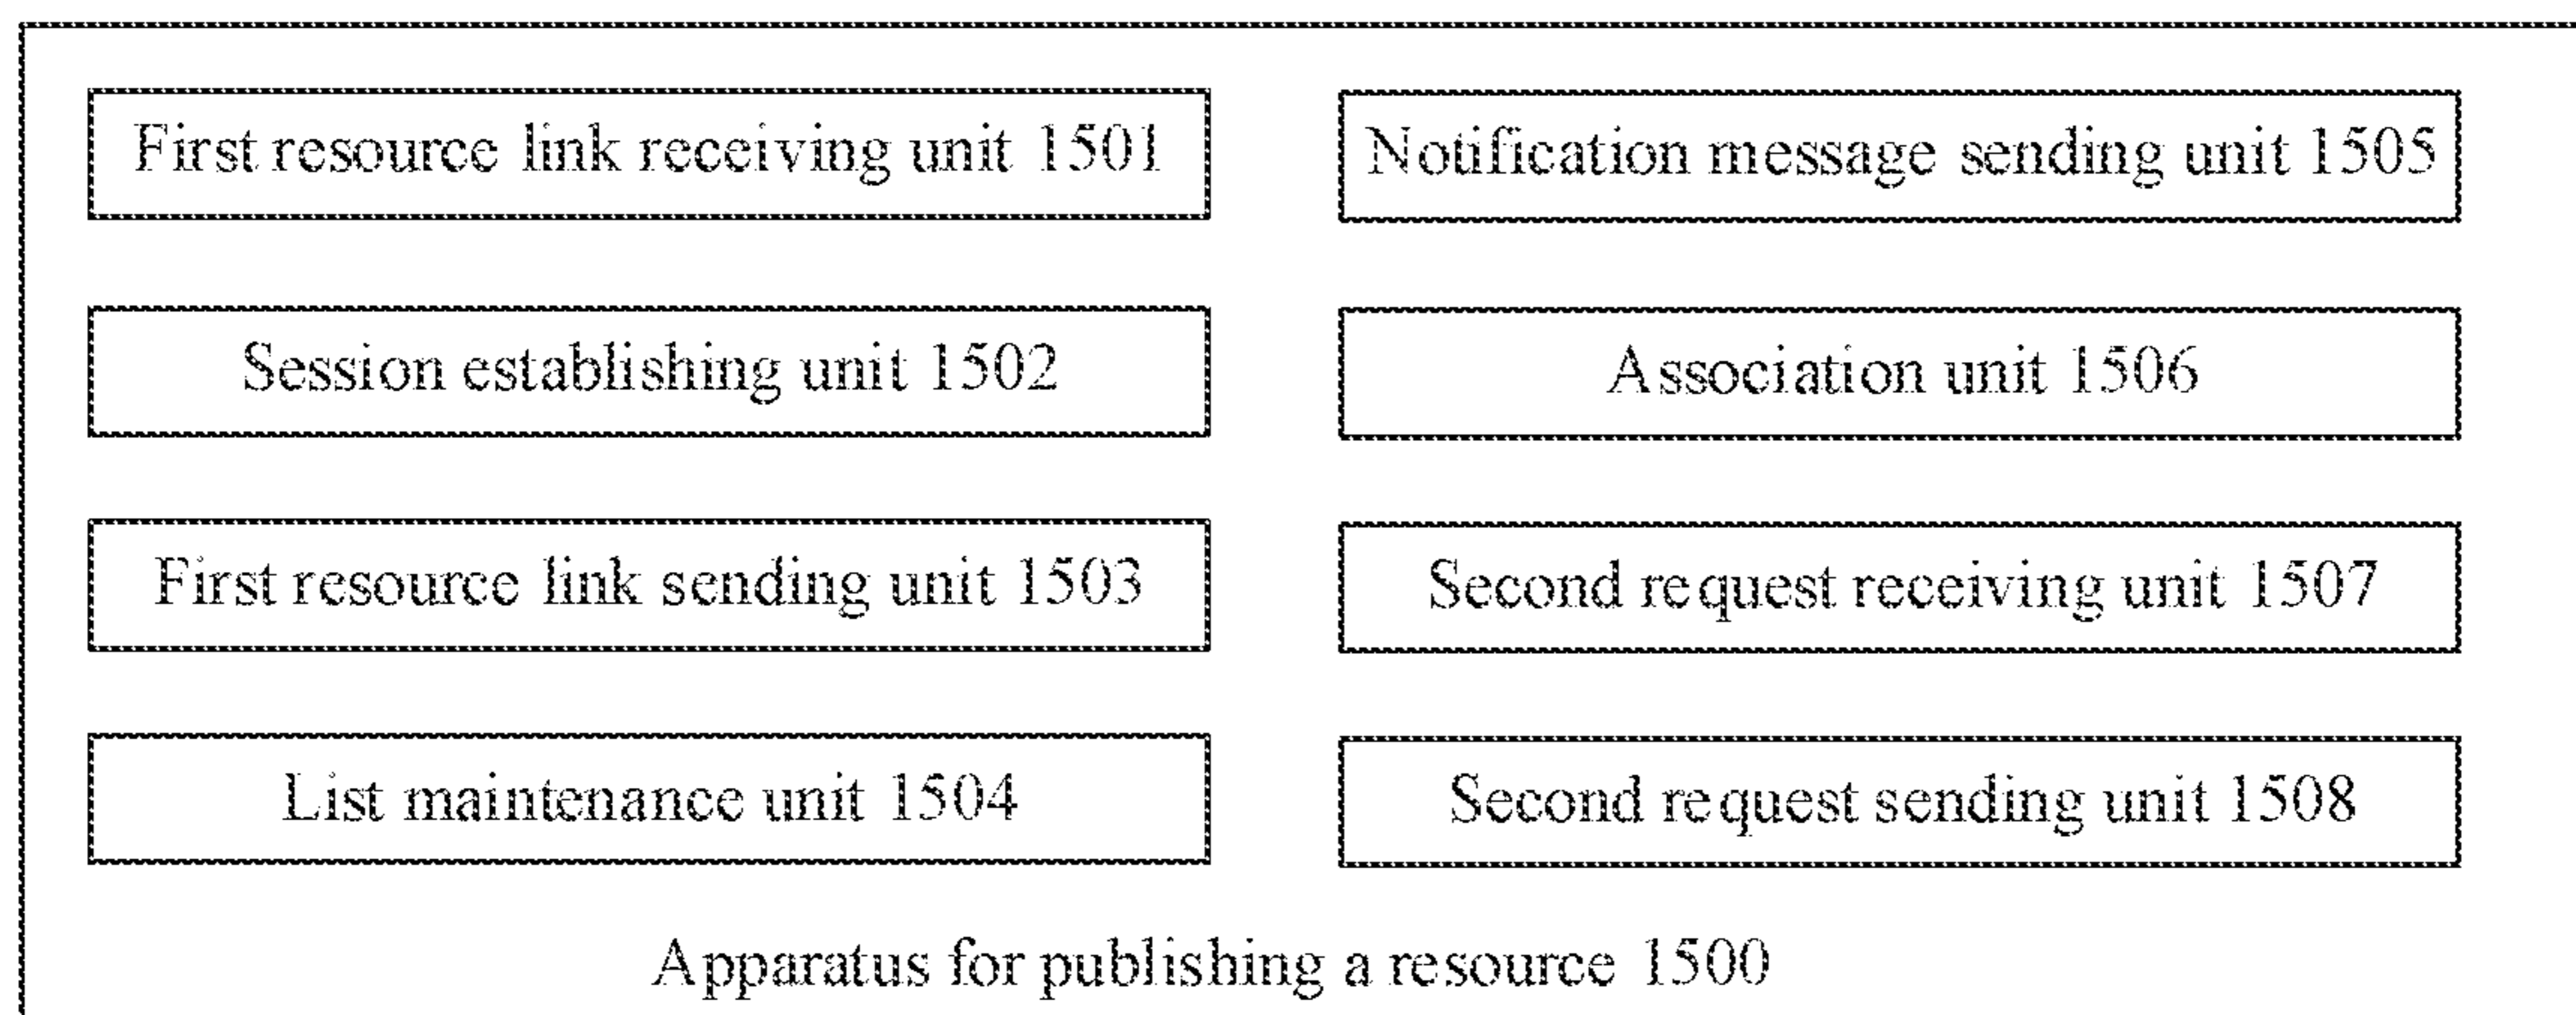 First resource link receiving unit 1501
Session establishing unit 1502
First resource link sending unit 1503
List maintenance unit 1504
Notification message sending unit 1505
Association unit 1506
Second request receiving unit 1507
Second request sending unit 1508
Apparatus for publishing a resource 1500